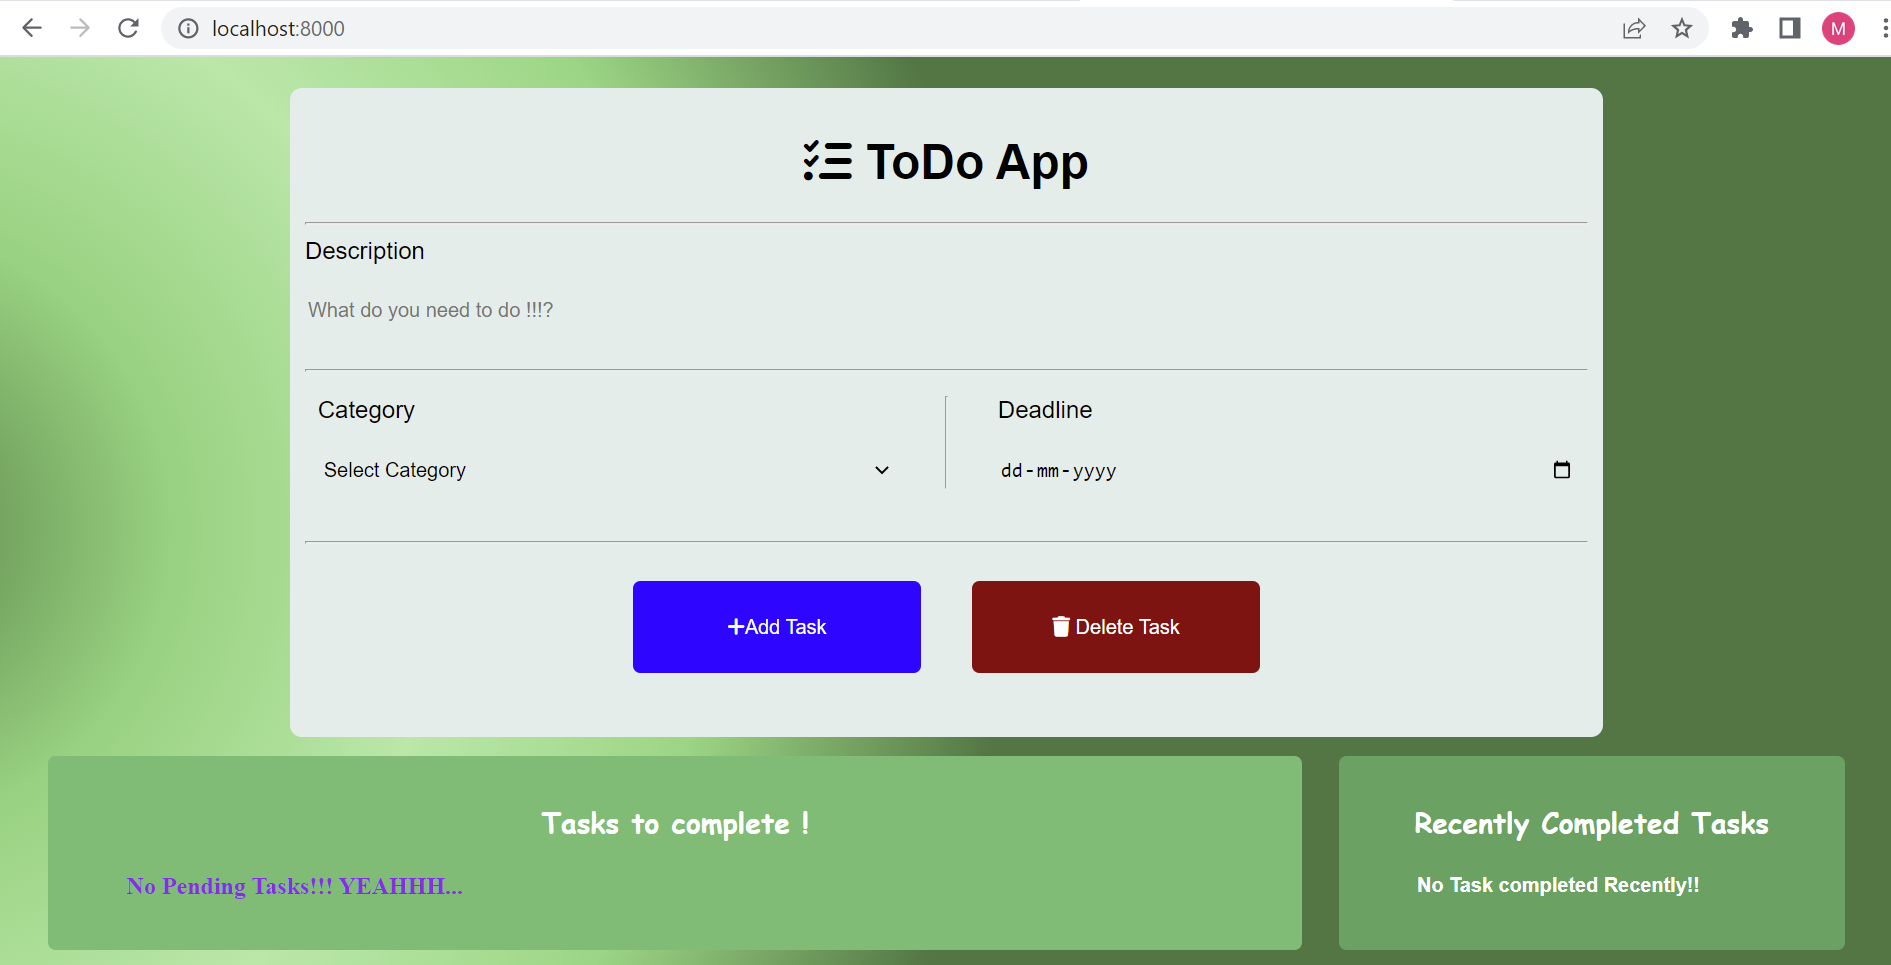 localhost:8000
M
ToDo App
Description
What do you need to do !!!?
Category
Deadline
Select Category
dd-mm-yyyy
+Add Task
Delete Task
Tasks to complete !
No Pending Tasks!!! YEAHHH...
Recently Completed Tasks
No Task completed Recently!!